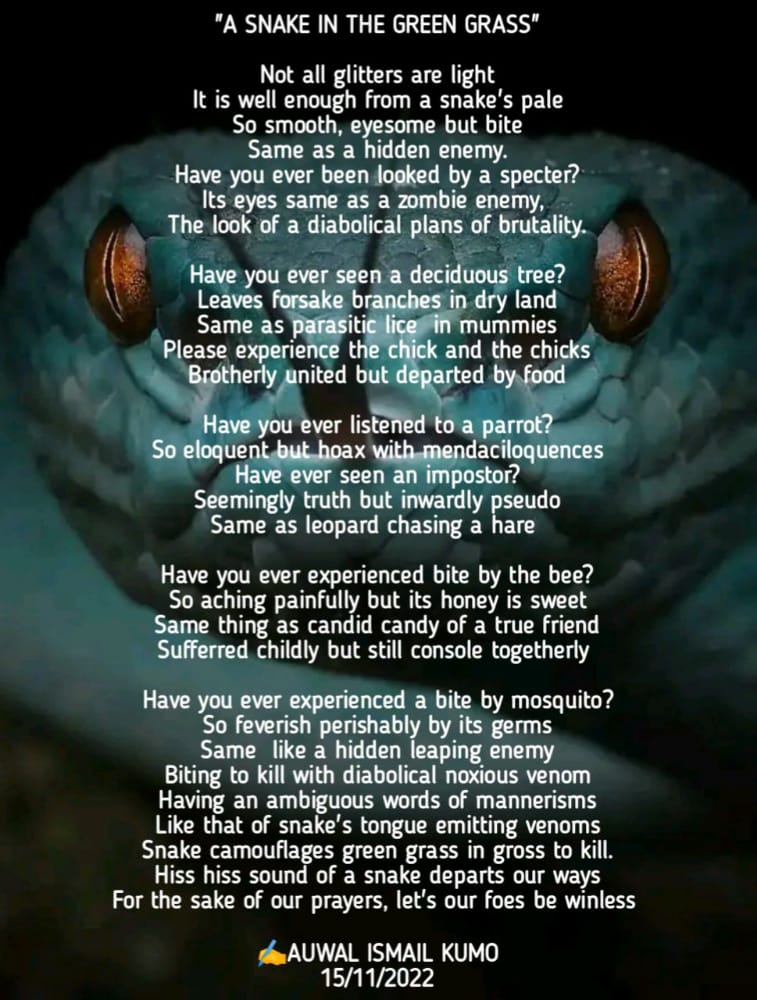 "A SNAKE IN THE GREEN GRASS"
Not all glitters are light
It is well enough from a snake's pale
So smooth, eyesome but bite
Same as a hidden enemy.
Have you ever been looked by a specter?
Its eyes same as a zombie enemy,
The look of a diabolical plans of brutality.
Have you ever seen a deciduous tree?
Leaves forsake branches in dry land
Same as parasitic lice in mummies
Please experience the chick and the chicks
Brotherly united but departed by food
Have you ever listened to a parrot?
So eloquent but hoax with mendaciloquences
Have ever seen an impostor?
Seemingly truth but inwardly pseudo
Same as leopard chasing a hare
Have you ever experienced bite by the bee?
So aching painfully but its honey is sweet
Same thing as candid candy of a true friend
Sufferred childly but still console togetherly
Have you ever experienced a bite by mosquito?
So feverish perishably by its germs
Same like a hidden leaping enemy
Biting to kill with diabolical noxious venom
Having an ambiguous words of mannerisms
Like that of snake's tongue emitting venoms
Snake camouflages green grass in gross to kill.
Hiss hiss sound of a snake departs our ways
For the sake of our prayers, let's our foes be winless
✍️AUWAL ISMAIL KUMO
15/11/2022